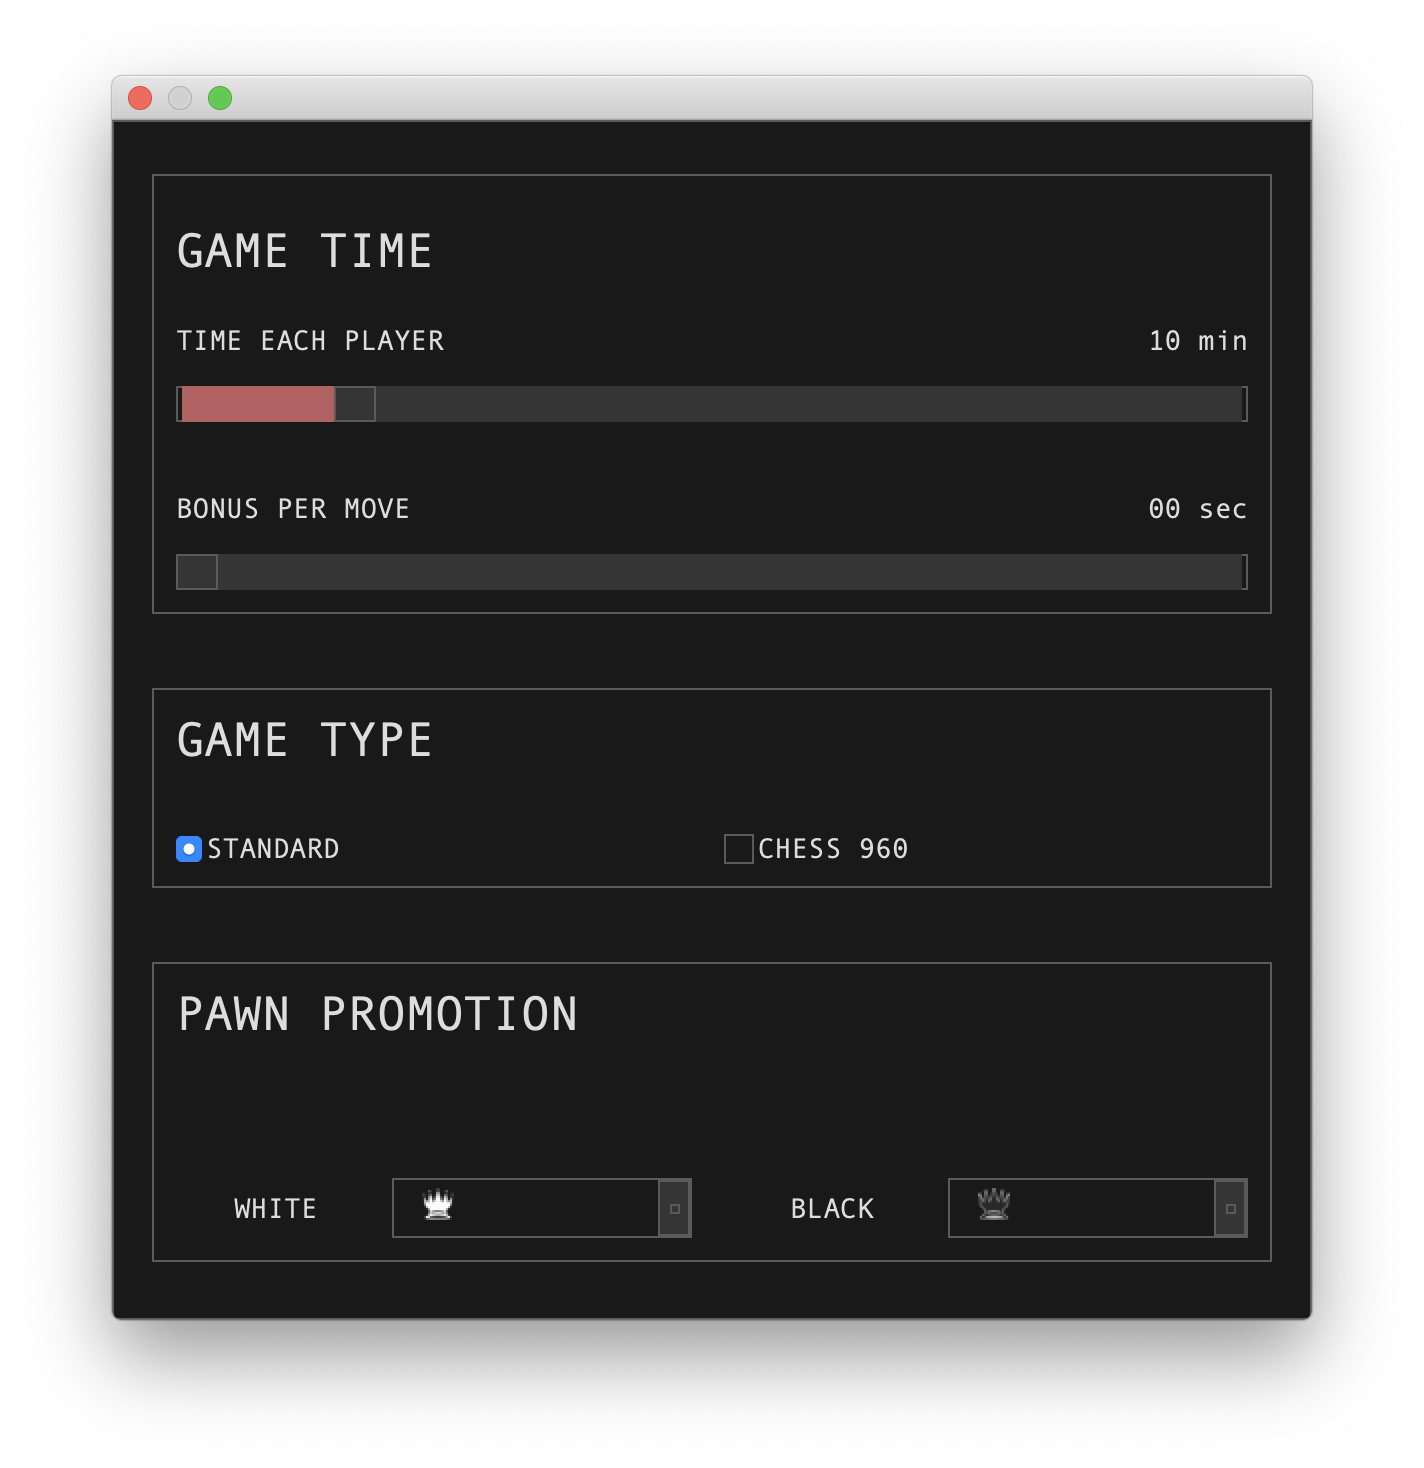 GAME TIME
TIME EACH PLAYER 10 min
BONUS PER MOVE 00 sec
GAME TYPE
STANDARD CHESS 960
PAWN PROMOTION
WHITE BLACK